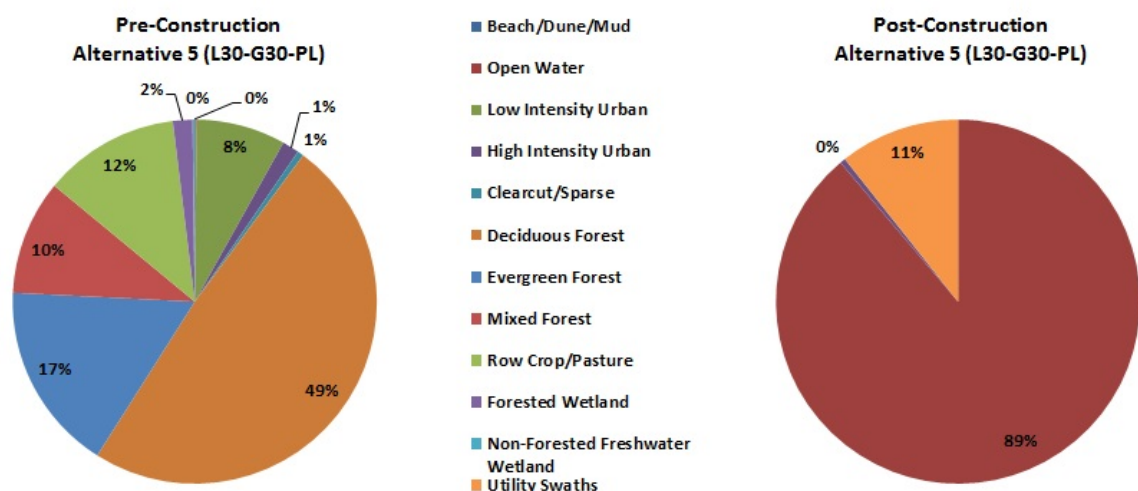 Pre-Construction
Alternative 5 (L30-G30-PL)
2%
0%
0%
1%
1%
8%
12%
10%
17%
49%
Beach/Dune/Mud
Open Water
Low Intensity Urban
High Intensity Urban
Clearcut/Sparse
Deciduous Forest
Evergreen Forest
Mixed Forest
Row Crop/Pasture
Forested Wetland
Non-Forested Freshwater
Wetland
Utility Swaths
Post-Construction
Alternative 5 (L30-G30-PL)
0%
11%
89%